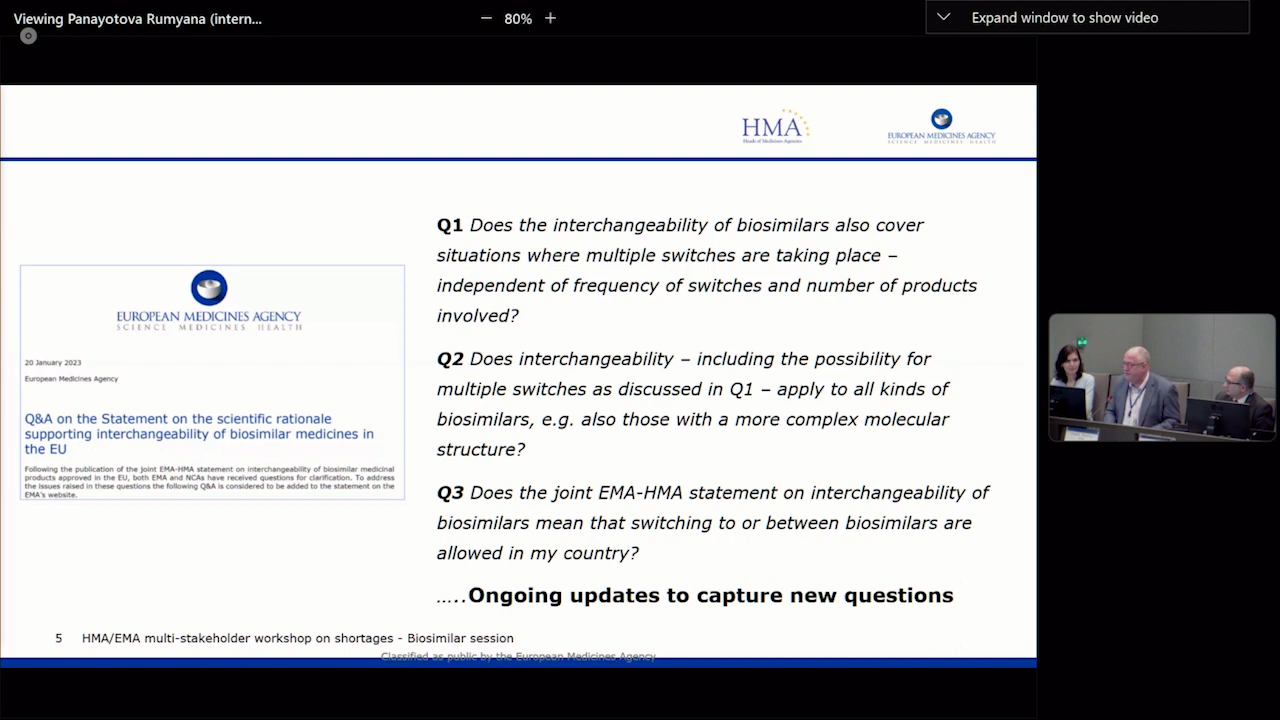 Viewing Panayotova Rumyana (intern...
80%
Expand window to show video
HMA
Heads of Medicines Agencies
EUROPEAN MEDICINES AGENCY
SCIENCE MEDICINES HEALTH
EUROPEAN MEDICINES AGENCY
SCIENCE MEDICINES HEALTH
20 January 2023
European Medicines Agency
Q&A on the Statement on the scientific rationale
supporting interchangeability of biosimilar medicines in
the EU
Following the publication of the joint EMA-HMA statement on interchangeability of biosimilar medicinal
products approved in the EU, both EMA and NCAs have received questions for clarification. To address
the issues raised in these questions the following Q&A is considered to be added to the statement on the
EMA's website.
Q1 Does the interchangeability of biosimilars also cover
situations where multiple switches are taking place –
independent of frequency of switches and number of products
involved?
Q2 Does interchangeability – including the possibility for
multiple switches as discussed in Q1 – apply to all kinds of
biosimilars, e.g. also those with a more complex molecular
structure?
Q3 Does the joint EMA-HMA statement on interchangeability of
biosimilars mean that switching to or between biosimilars are
allowed in my country?
…..Ongoing updates to capture new questions
5 HMA/EMA multi-stakeholder workshop on shortages - Biosimilar session
Classified as public by the European Medicines Agency